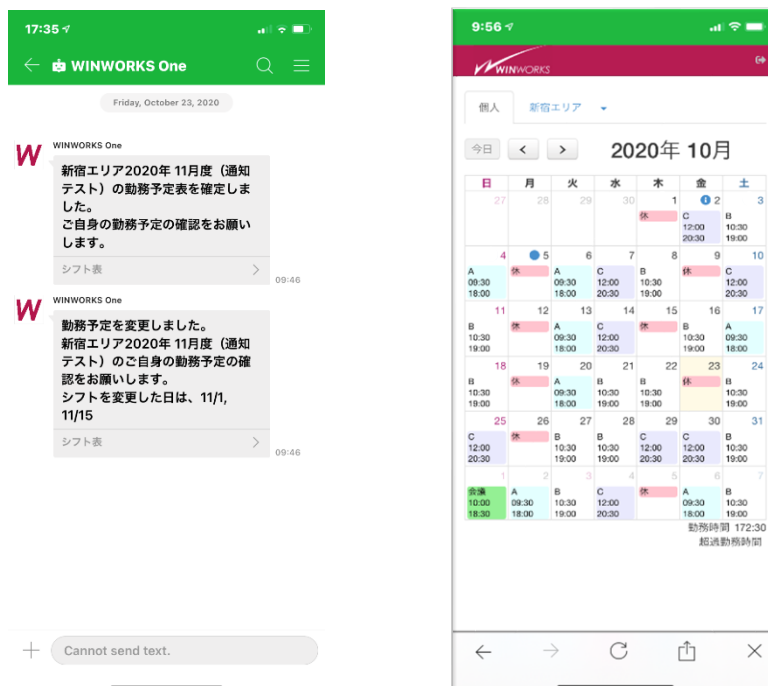 17:35
WINWORKS One
Friday, October 23, 2020
WINWORKS One
新宿エリア2020年 11月度（通知
テスト）の勤務予定表を確定しま
した。
ご自身の勤務予定の確認をお願い
します。
シフト表
09:46
WINWORKS One
勤務予定を変更しました。
新宿エリア2020年 11月度（通知
テスト）のご自身の勤務予定の確
認をお願いします。
シフトを変更した日は、11/1,
11/15
シフト表
09:46
Cannot send text.
9:56
WINWORKS
個人 新宿エリア
今日 < > 2020年 10月
日 月 火 水 木 金 土
27 28 29 30 1 2 3
休 C B
12:00 10:30
20:30 19:00
4 5 6 7 8 9 10
A 休 A C B 休 C
09:30 09:30 12:00 10:30 12:00
18:00 18:00 20:30 19:00 20:30
11 12 13 14 15 16 17
B 休 A C 休 B A
10:30 09:30 12:00 10:30 09:30
19:00 18:00 20:30 19:00 18:00
18 19 20 21 22 23 24
B 休 A B B 休 B
10:30 09:30 10:30 10:30 10:30
19:00 18:00 19:00 19:00 19:00
25 26 27 28 29 30 31
C 休 B B C C B
12:00 10:30 10:30 12:00 12:00 10:30
20:30 19:00 19:00 20:30 20:30 19:00
1 2 3 4 5 6 7
会議 A B C 休 A B
10:00 09:30 10:30 12:00 09:30 10:30
18:30 18:00 19:00 20:30 18:00 19:00
勤務時間 172:30
超過勤務時間